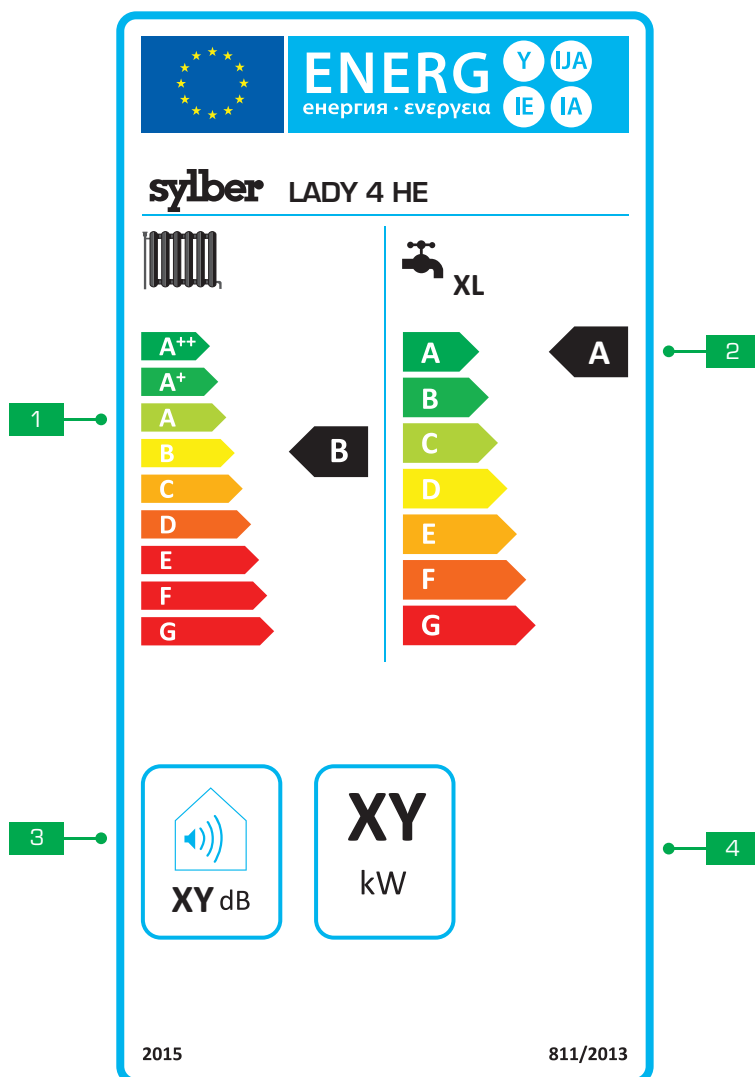 ENERG Y IJA
енергия · ενεργεια IE IA
sylber LADY 4 HE
XL
A++
A+
A
B
C
D
E
F
G
B
A
B
C
D
E
F
G
A
1
2
3
4
XY dB
XY
kW
2015 811/2013